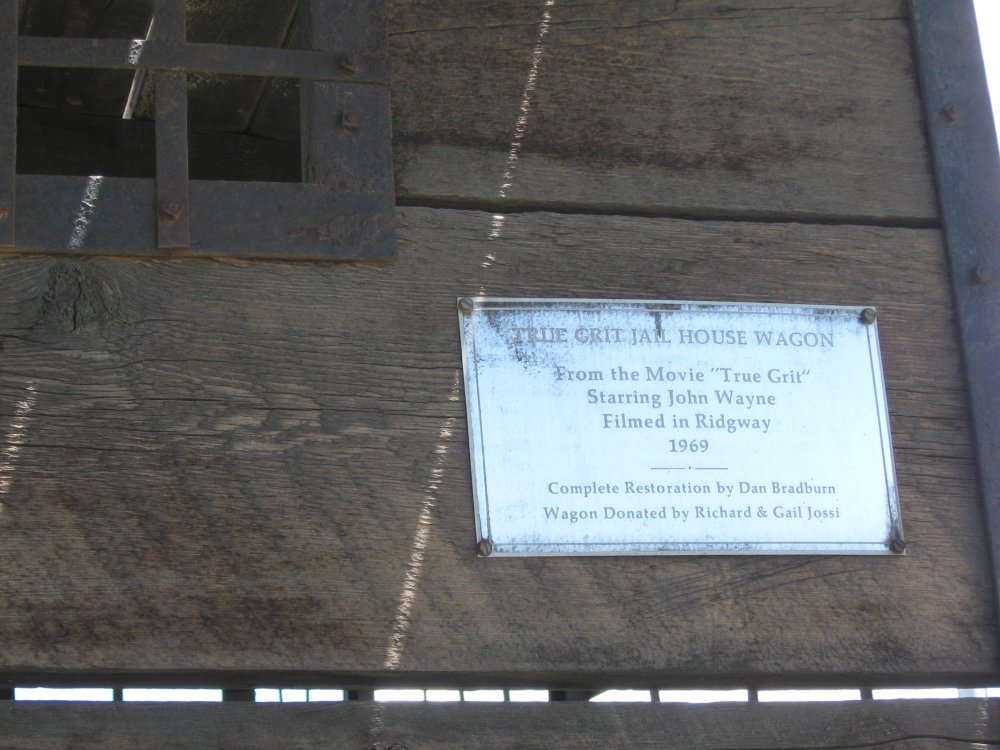 TRUE GRIT JAIL HOUSE WAGON
From the Movie "True Grit"
Starring John Wayne
Filmed in Ridgway
1969
Complete Restoration by Dan Bradburn
Wagon Donated by Richard & Gail Jossi